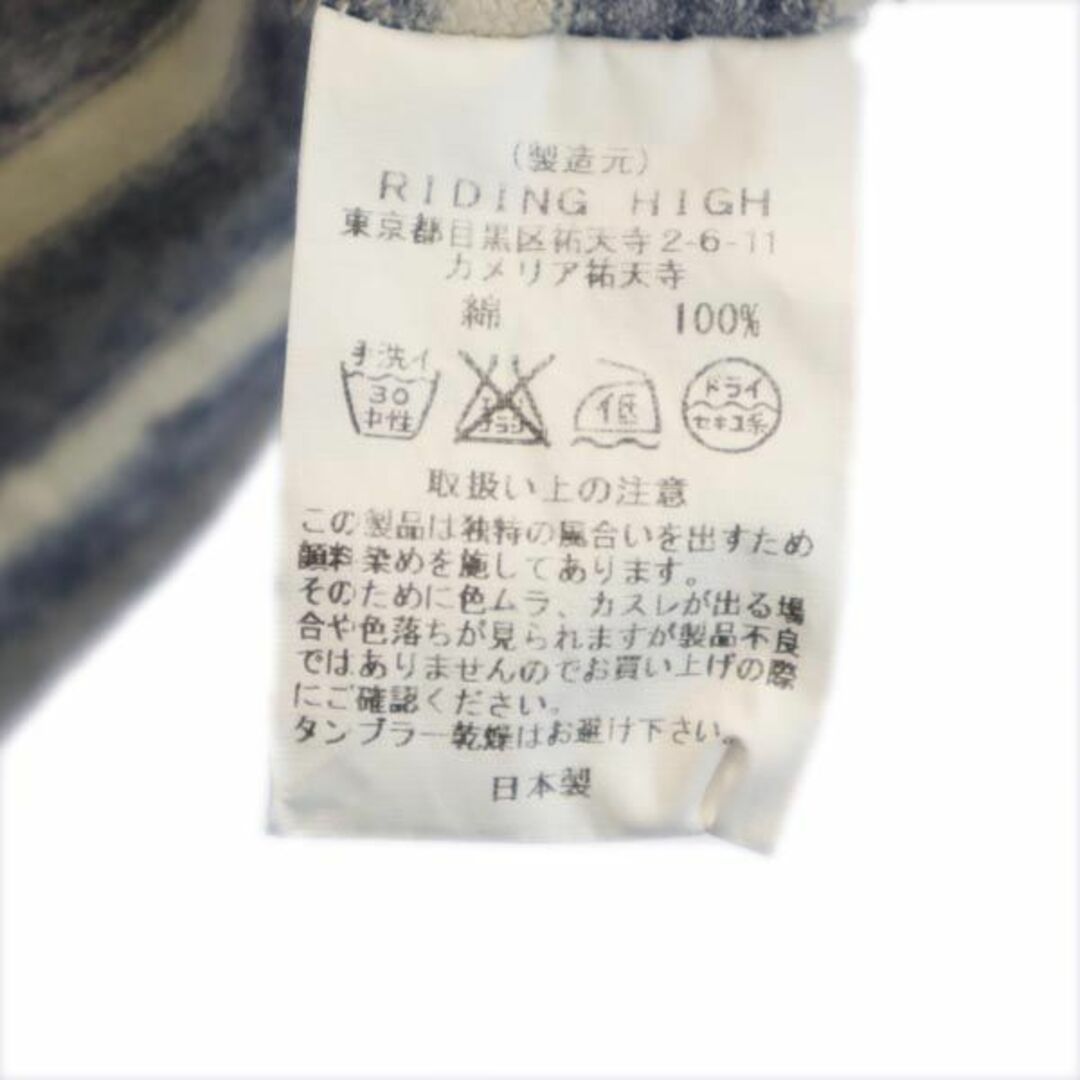 (製造元)
RIDING HIGH
東京都目黒区祐天寺2-6-11
カメリア祐天寺
綿 100%
手洗イ
30
中性
エンソ
サラシ
低
ドライ
セキユ系
取扱い上の注意
この製品は独特の風合いを出すため
顔料染めを施してあります。
そのために色ムラ、カスレが出る場
合や色落ちが見られますが製品不良
ではありませんのでお買い上げの際
にご確認ください。
タンブラー乾燥はお避け下さい。
日本製